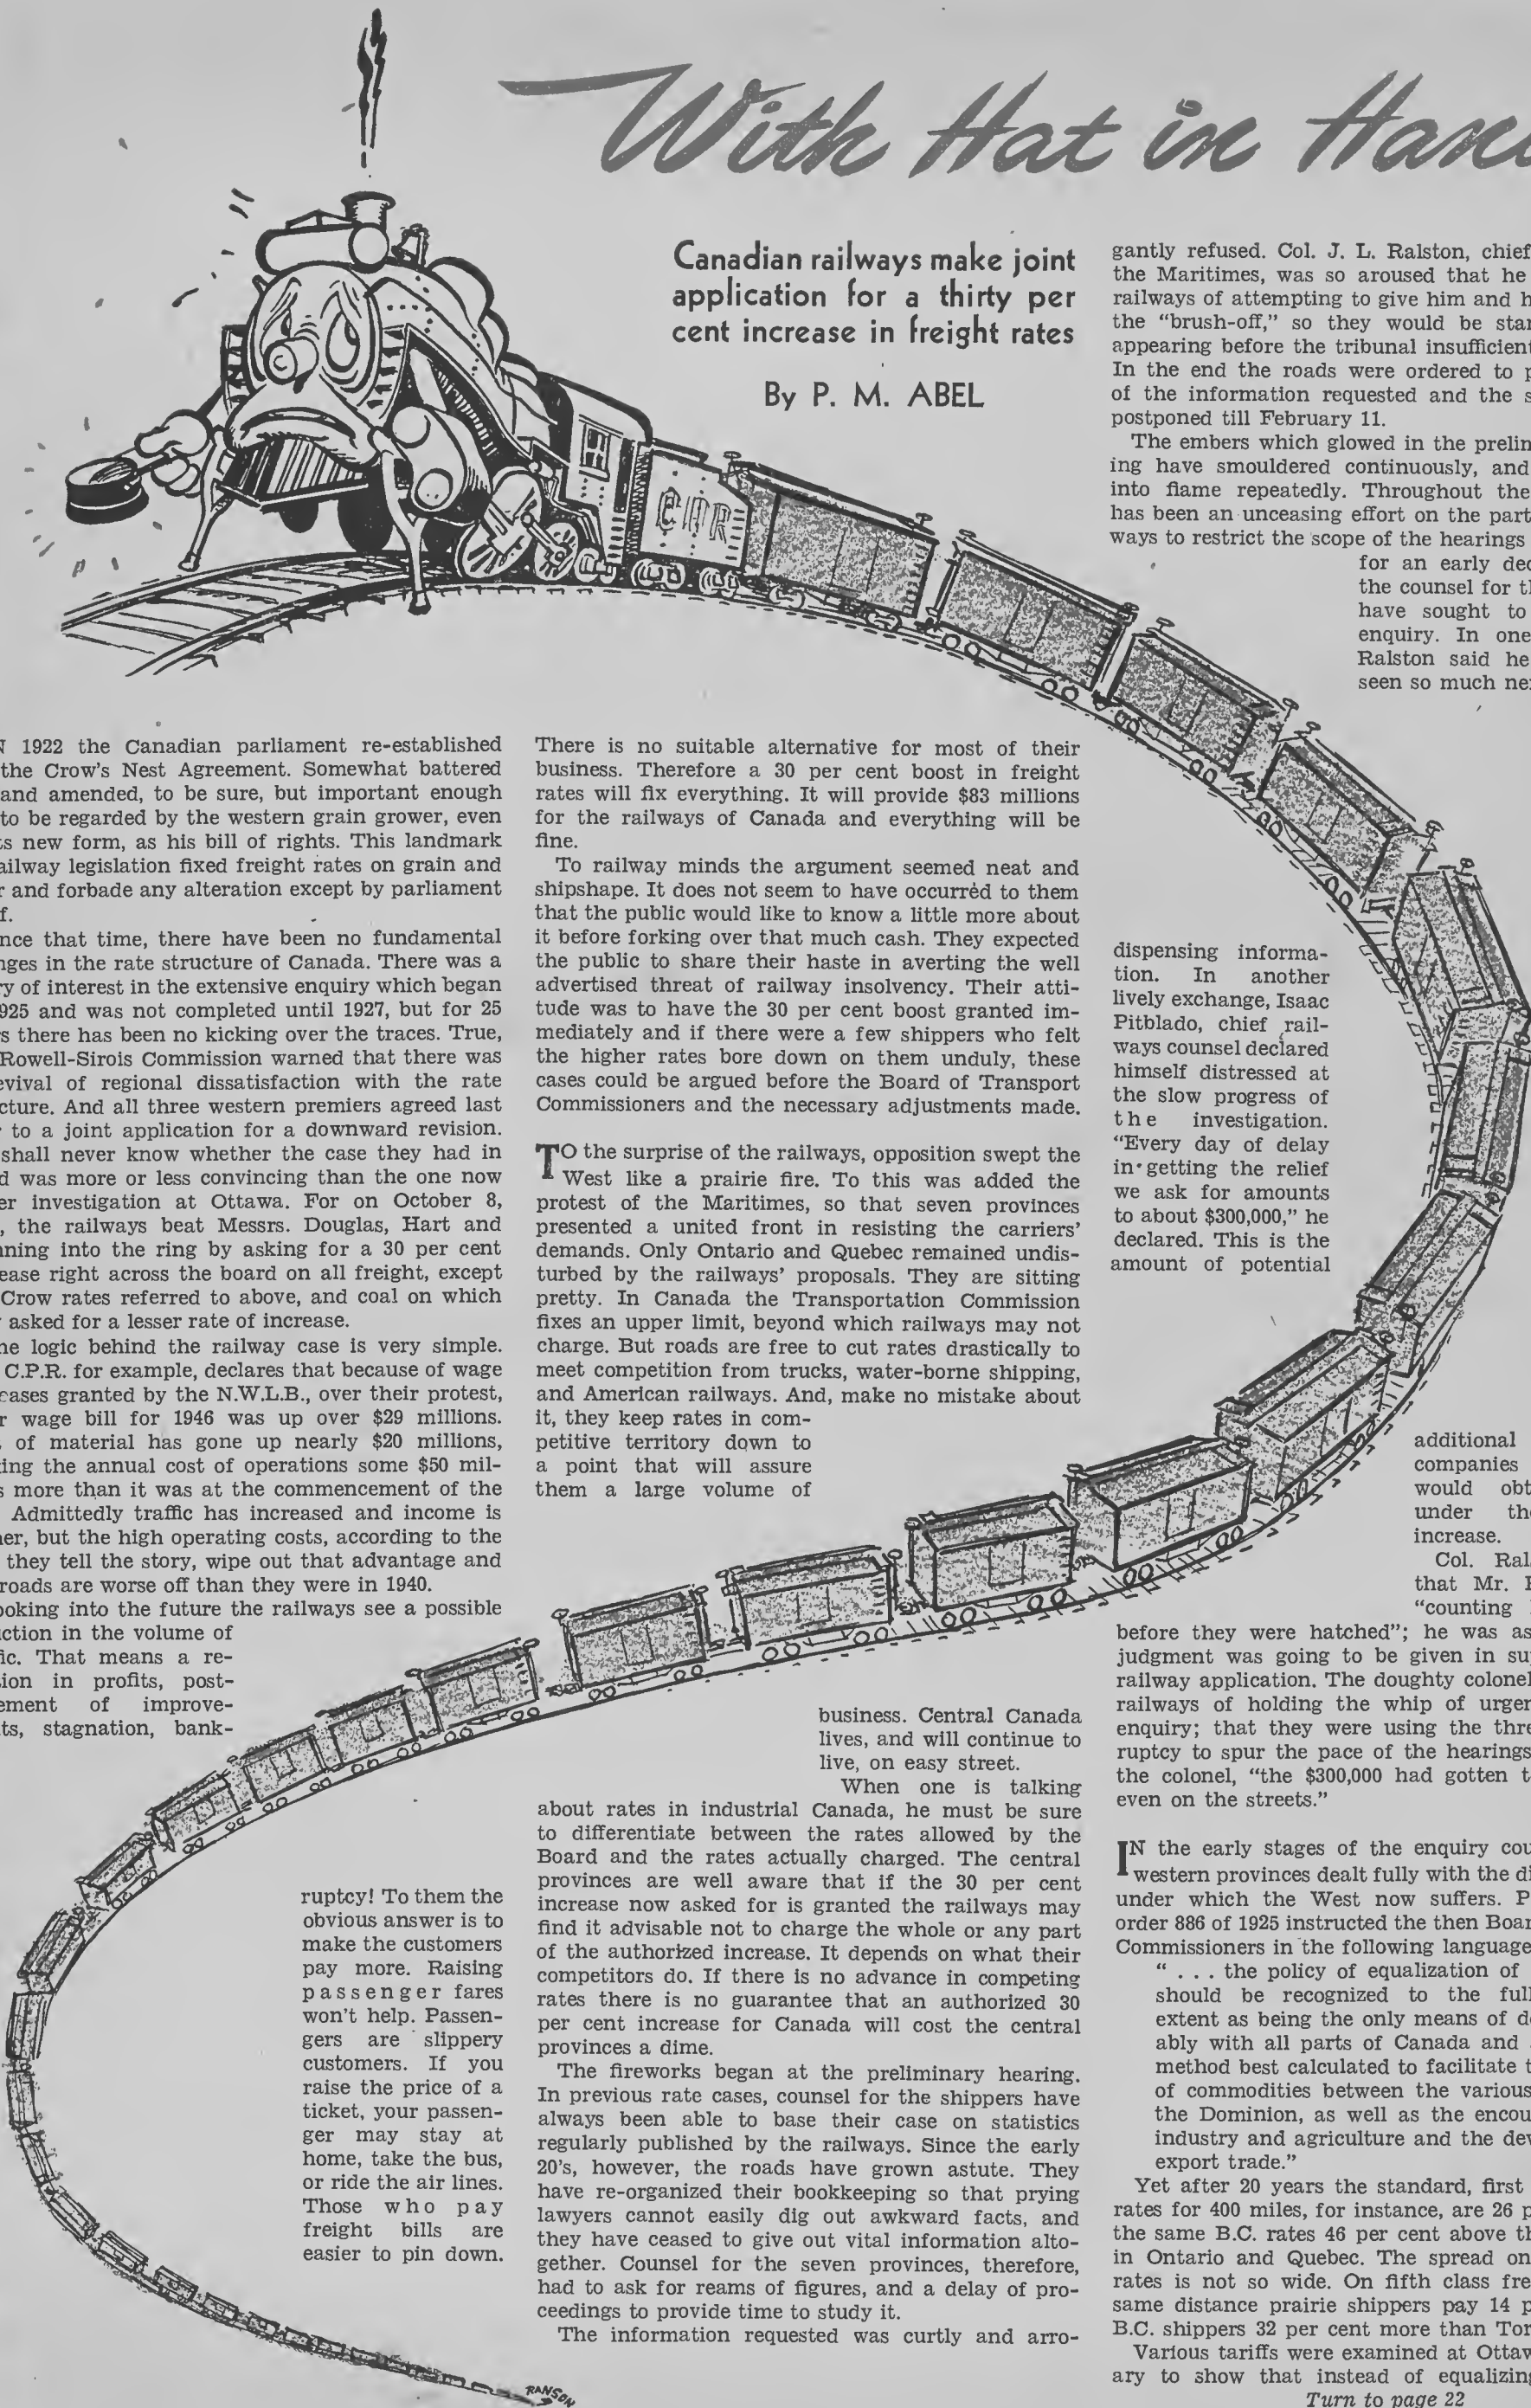 With Hat in Han
Canadian railways make joint
application for a thirty per
cent increase in freight rates
By P. M. ABEL
CPR
N 1922 the Canadian parliament re-established
the Crow's Nest Agreement. Somewhat battered
and amended, to be sure, but important enough
to be regarded by the western grain grower, even
s new form, as his bill of rights. This landmark
ailway legislation fixed freight rates on grain and
r and forbade any alteration except by parliament
f.
nce that time, there have been no fundamental
nges in the rate structure of Canada. There was a
ry of interest in the extensive enquiry which began
925 and was not completed until 1927, but for 25
s there has been no kicking over the traces. True,
Rowell-Sirois Commission warned that there was
evival of regional dissatisfaction with the rate
cture. And all three western premiers agreed last
r to a joint application for a downward revision.
shall never know whether the case they had in
d was more or less convincing than the one now
er investigation at Ottawa. For on October 8,
, the railways beat Messrs. Douglas, Hart and
nning into the ring by asking for a 30 per cent
ease right across the board on all freight, except
Crow rates referred to above, and coal on which
asked for a lesser rate of increase.
ne logic behind the railway case is very simple.
C.P.R. for example, declares that because of wage
eases granted by the N.W.L.B., over their protest,
r wage bill for 1946 was up over $29 millions.
of material has gone up nearly $20 millions,
ing the annual cost of operations some $50 mil-
s more than it was at the commencement of the
Admittedly traffic has increased and income is
ner, but the high operating costs, according to the
they tell the story, wipe out that advantage and
roads are worse off than they were in 1940.
ooking into the future the railways see a possible
uction in the volume of
fic. That means a re-
tion in profits, post-
ement of improve-
ts, stagnation, bank-
ruptcy! To them the
obvious answer is to
make the customers
pay more. Raising
passenger fares
won't help. Passen-
gers are slippery
customers. If you
raise the price of a
ticket, your passen-
ger may stay at
home, take the bus,
or ride the air lines.
Those who pay
freight bills are
easier to pin down.
There is no suitable alternative for most of their
business. Therefore a 30 per cent boost in freight
rates will fix everything. It will provide $83 millions
for the railways of Canada and everything will be
fine.
To railway minds the argument seemed neat and
shipshape. It does not seem to have occurred to them
that the public would like to know a little more about
it before forking over that much cash. They expected
the public to share their haste in averting the well
advertised threat of railway insolvency. Their atti-
tude was to have the 30 per cent boost granted im-
mediately and if there were a few shippers who felt
the higher rates bore down on them unduly, these
cases could be argued before the Board of Transport
Commissioners and the necessary adjustments made.
TO the surprise of the railways, opposition swept the
West like a prairie fire. To this was added the
protest of the Maritimes, so that seven provinces
presented a united front in resisting the carriers'
demands. Only Ontario and Quebec remained undis-
turbed by the railways' proposals. They are sitting
pretty. In Canada the Transportation Commission
fixes an upper limit, beyond which railways may not
charge. But roads are free to cut rates drastically to
meet competition from trucks, water-borne shipping,
and American railways. And, make no mistake about
it, they keep rates in com-
petitive territory down to
a point that will assure
them a large volume of
business. Central Canada
lives, and will continue to
live, on easy street.
When one is talking
about rates in industrial Canada, he must be sure
to differentiate between the rates allowed by the
Board and the rates actually charged. The central
provinces are well aware that if the 30 per cent
increase now asked for is granted the railways may
find it advisable not to charge the whole or any part
of the authorized increase. It depends on what their
competitors do. If there is no advance in competing
rates there is no guarantee that an authorized 30
per cent increase for Canada will cost the central
provinces a dime.
The fireworks began at the preliminary hearing.
In previous rate cases, counsel for the shippers have
always been able to base their case on statistics
regularly published by the railways. Since the early
20's, however, the roads have grown astute. They
have re-organized their bookkeeping so that prying
lawyers cannot easily dig out awkward facts, and
they have ceased to give out vital information alto-
gether. Counsel for the seven provinces, therefore,
had to ask for reams of figures, and a delay of pro-
ceedings to provide time to study it.
The information requested was curtly and arro-
gantly refused. Col. J. L. Ralston, chief
the Maritimes, was so aroused that he
railways of attempting to give him and h
the "brush-off," so they would be star
appearing before the tribunal insufficient
In the end the roads were ordered to p
of the information requested and the s
postponed till February 11.
The embers which glowed in the prelim
ing have smouldered continuously, and
into flame repeatedly. Throughout the
has been an unceasing effort on the part
ways to restrict the scope of the hearings
for an early dec
the counsel for th
have sought to
enquiry. In one
Ralston said he
seen so much ne
dispensing informa-
tion. In another
lively exchange, Isaac
Pitblado, chief rail-
ways counsel declared
himself distressed at
the slow progress of
the investigation.
"Every day of delay
in getting the relief
we ask for amounts
to about $300,000," he
declared. This is the
amount of potential
additional
companies
would obt
under the
increase.
Col. Ral
that Mr. P
"counting
before they were hatched"; he was as
judgment was going to be given in su
railway application. The doughty colonel
railways of holding the whip of urgen
enquiry; that they were using the thre
ruptcy to spur the pace of the hearings
the colonel, "the $300,000 had gotten t
even on the streets."
IN the early stages of the enquiry cou
western provinces dealt fully with the di
under which the West now suffers. P
order 886 of 1925 instructed the then Boar
Commissioners in the following language
" . . . the policy of equalization of
should be recognized to the full
extent as being the only means of de
ably with all parts of Canada and
method best calculated to facilitate t
of commodities between the various
the Dominion, as well as the encou
industry and agriculture and the dev
export trade."
Yet after 20 years the standard, first
rates for 400 miles, for instance, are 26 p
the same B.C. rates 46 per cent above th
in Ontario and Quebec. The spread on
rates is not so wide. On fifth class fre
same distance prairie shippers pay 14 p
B.C. shippers 32 per cent more than Tor
Various tariffs were examined at Ottaw
ary to show that instead of equalizing
Turn to page 22
RANSON